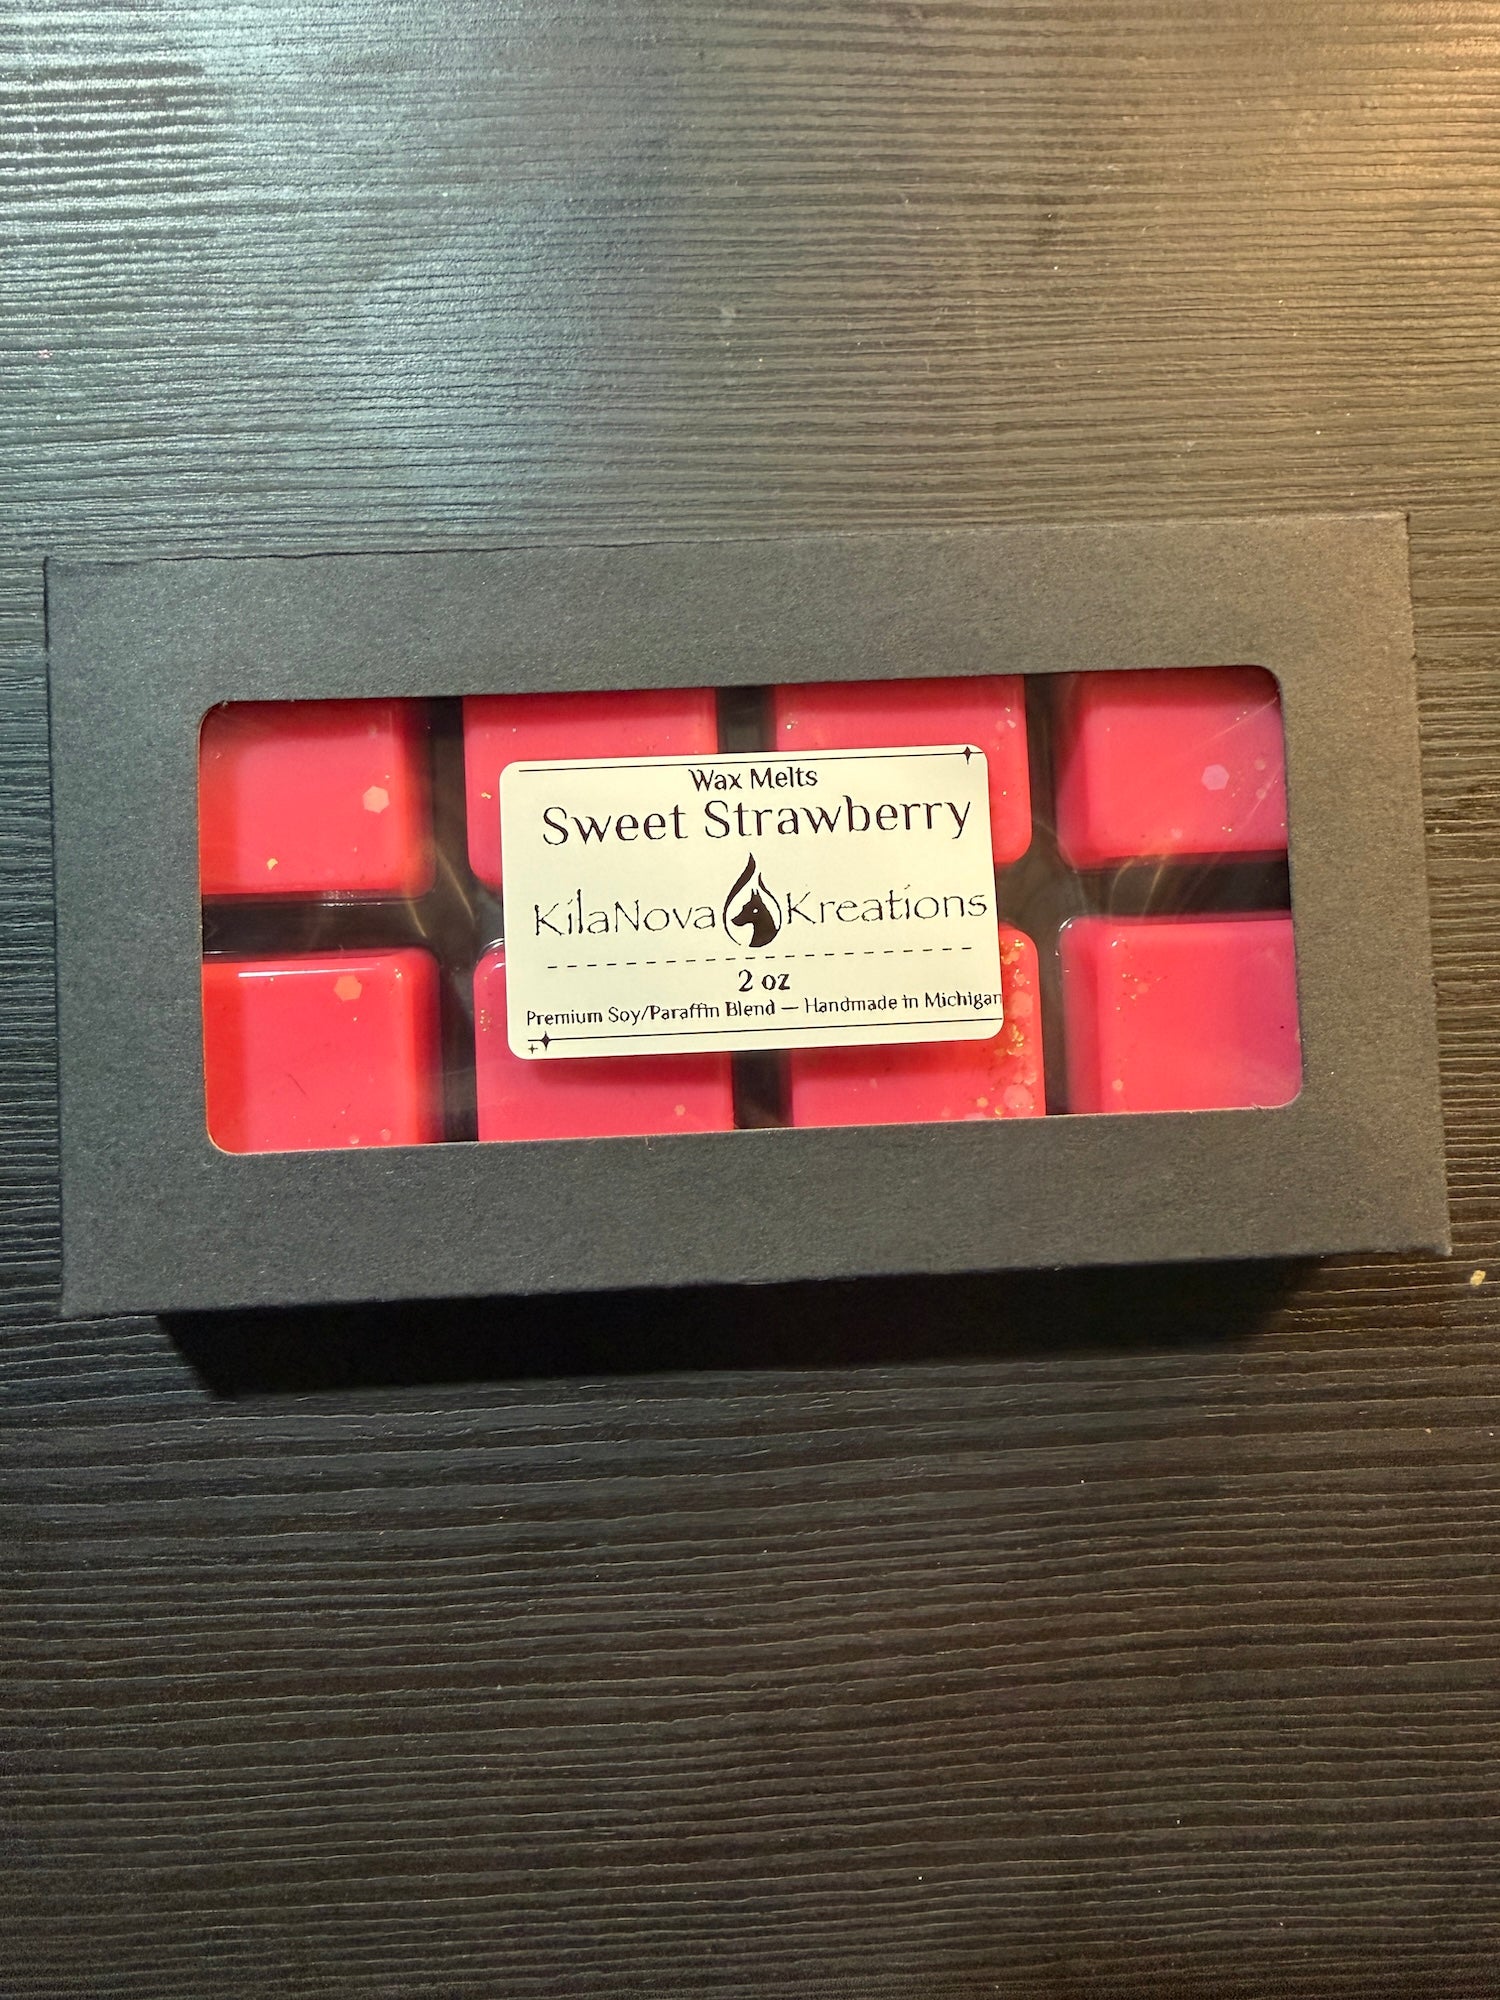 Wax Melts
Sweet Strawberry
KilaNova Kreations
2 oz
Premium Soy/Paraffin Blend — Handmade in Michigan